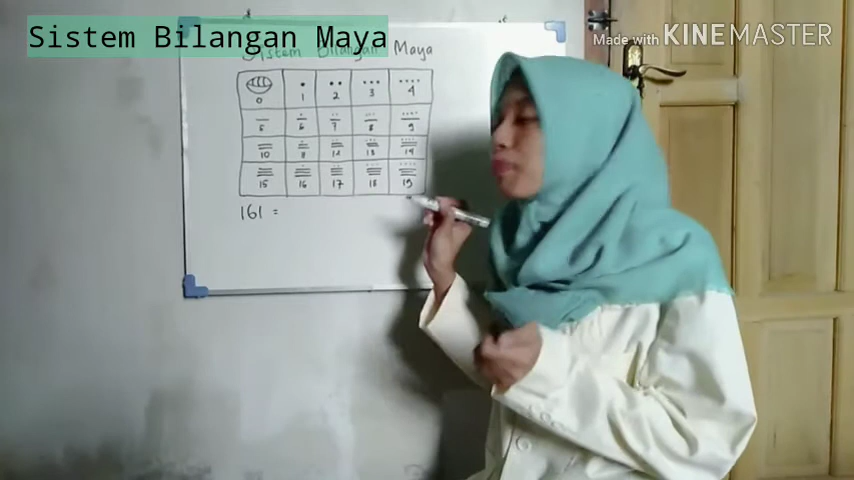 Sistem Bilangan Maya
Made with KINEMASTER
Sistem Bilangan Maya
0 1 2 3 4
5 6 7 8 9
10 11 12 13 14
15 16 17 18 19
161 =